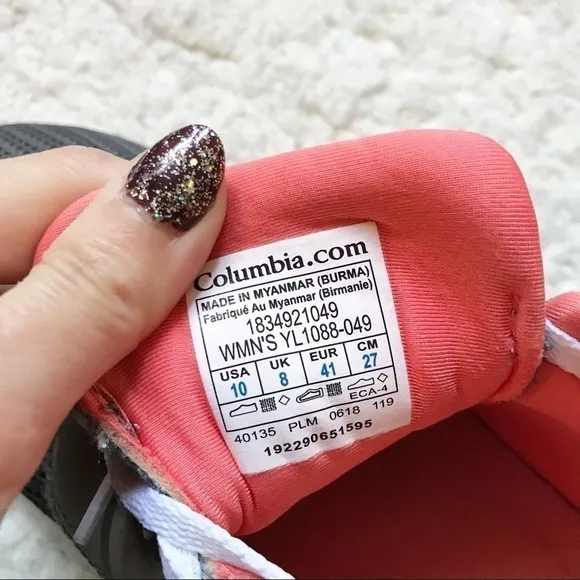 Columbia.com
MADE IN MYANMAR (BURMA)
Fabriqué Au Myanmar (Birmanie)
1834921049
WMN'S YL1088-049
USA UK EUR CM
10 8 41 27
ECA-4
40135 PLM 0618 119
192290651595